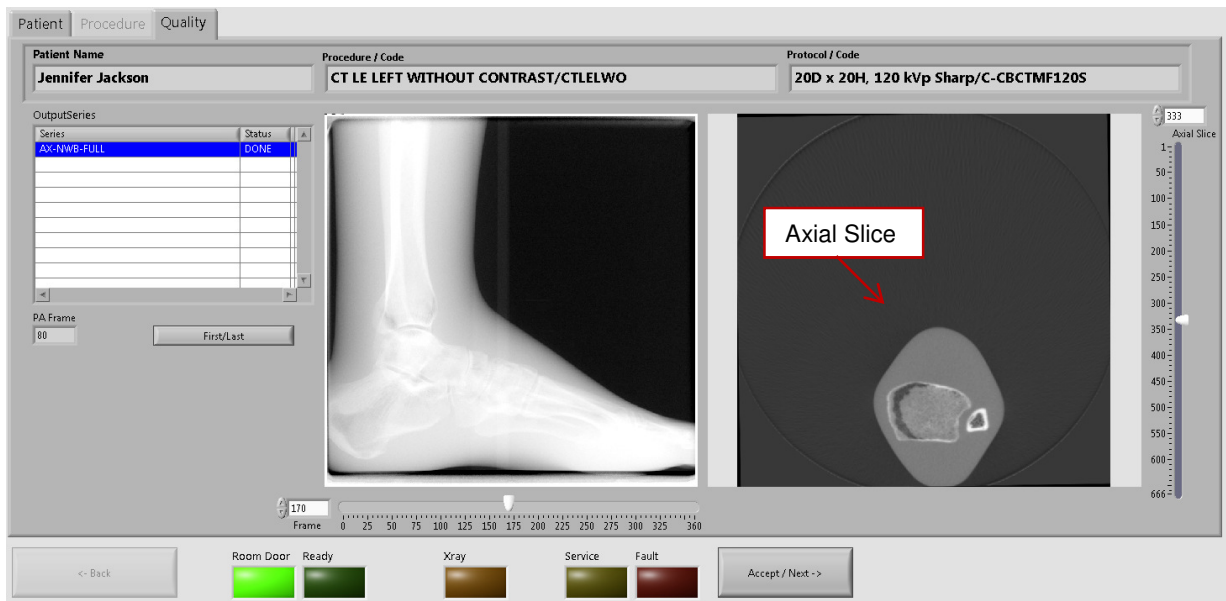 Patient Procedure Quality
Patient Name
Jennifer Jackson
Procedure / Code
CT LE LEFT WITHOUT CONTRAST/CTLELWO
Protocol / Code
20D x 20H, 120 kVp Sharp/C-CBCTMF120S
OutputSeries
Series Status
AX-NWB-FULL DONE
PA Frame
80
First/Last
Axial Slice
333
Axial Slice
1
50
100
150
200
250
300
350
400
450
500
550
600
666
170
Frame
0 25 50 75 100 125 150 175 200 225 250 275 300 325 360
<- Back
Room Door Ready Xray Service Fault
Accept / Next ->